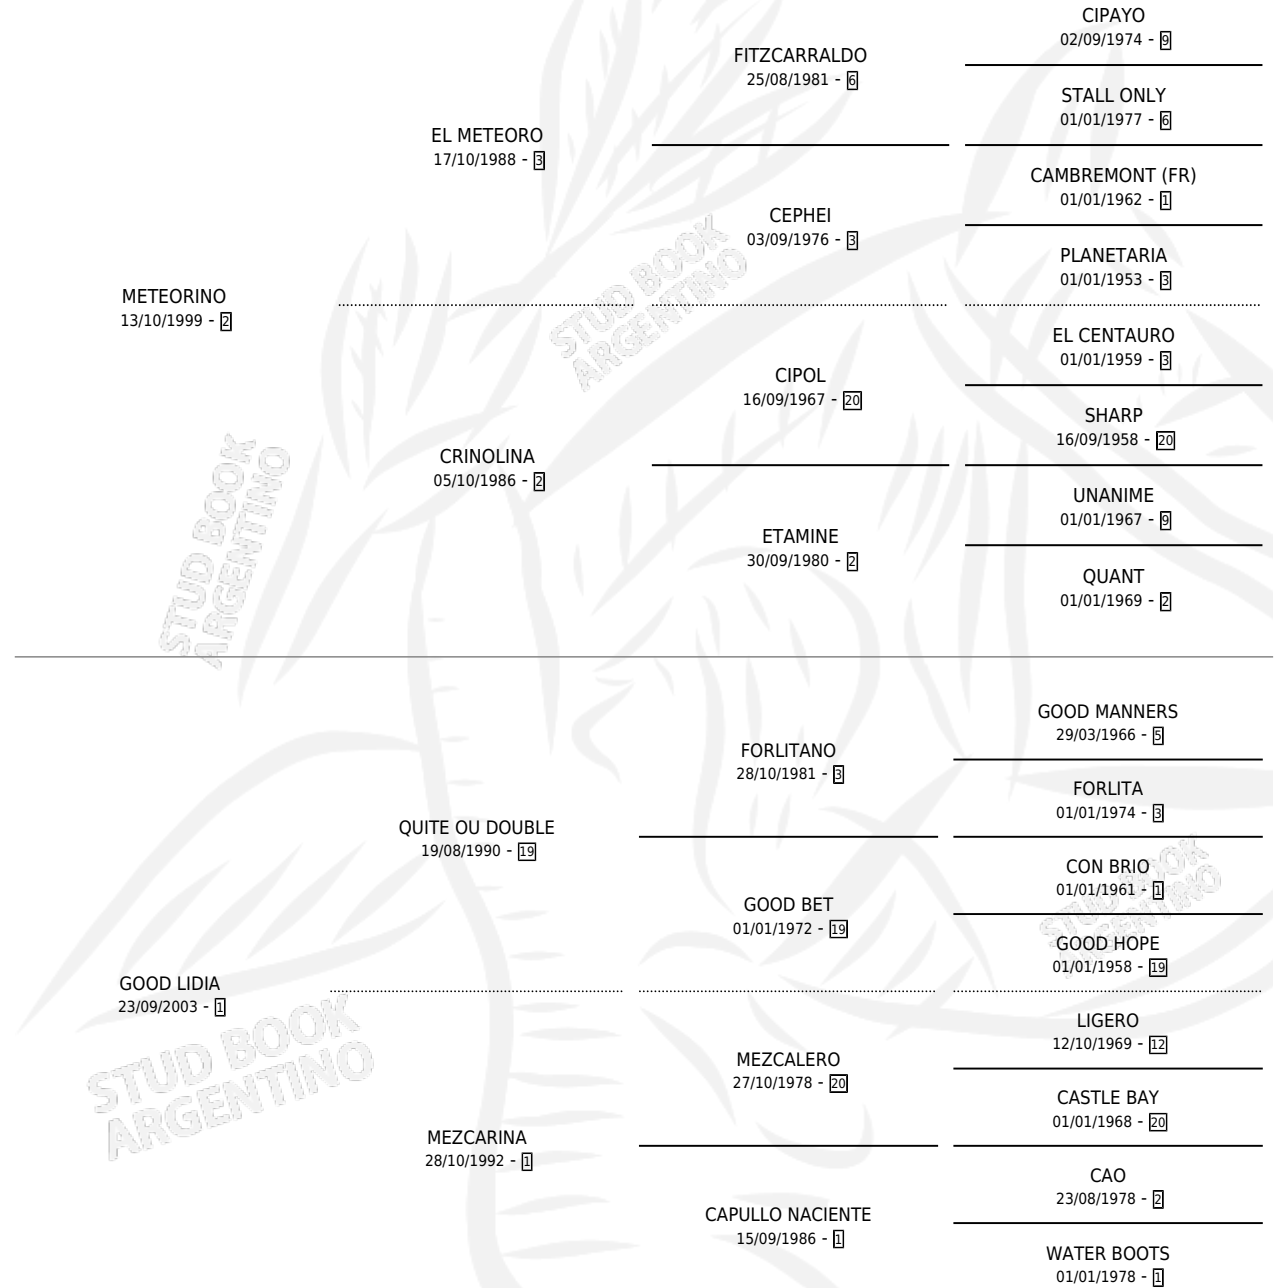 CIPAYO
02/09/1974 - 9
FITZCARRALDO
25/08/1981 - 6
STALL ONLY
01/01/1977 - 6
EL METEORO
17/10/1988 - 3
CAMBREMONT (FR)
01/01/1962 - 1
CEPHEI
03/09/1976 - 3
PLANETARIA
01/01/1953 - 3
METEORINO
13/10/1999 - 2
STUD BOOK
ARGENTINO
EL CENTAURO
01/01/1959 - 3
CIPOL
16/09/1967 - 20
SHARP
16/09/1958 - 20
CRINOLINA
05/10/1986 - 2
UNANIME
01/01/1967 - 9
ETAMINE
30/09/1980 - 2
QUANT
01/01/1969 - 2
STUD BOOK
ARGENTINO
GOOD MANNERS
29/03/1966 - 5
FORLITANO
28/10/1981 - 3
FORLITA
01/01/1974 - 3
QUITE OU DOUBLE
19/08/1990 - 19
CON BRIO
01/01/1961 - 1
GOOD BET
01/01/1972 - 19
STUD BOOK
ARGENTINO
GOOD HOPE
01/01/1958 - 19
GOOD LIDIA
23/09/2003 - 1
LIGERO
12/10/1969 - 12
MEZCALERO
27/10/1978 - 20
CASTLE BAY
01/01/1968 - 20
STUD BOOK
ARGENTINO
MEZCARINA
28/10/1992 - 1
CAO
23/08/1978 - 2
CAPULLO NACIENTE
15/09/1986 - 1
WATER BOOTS
01/01/1978 - 1